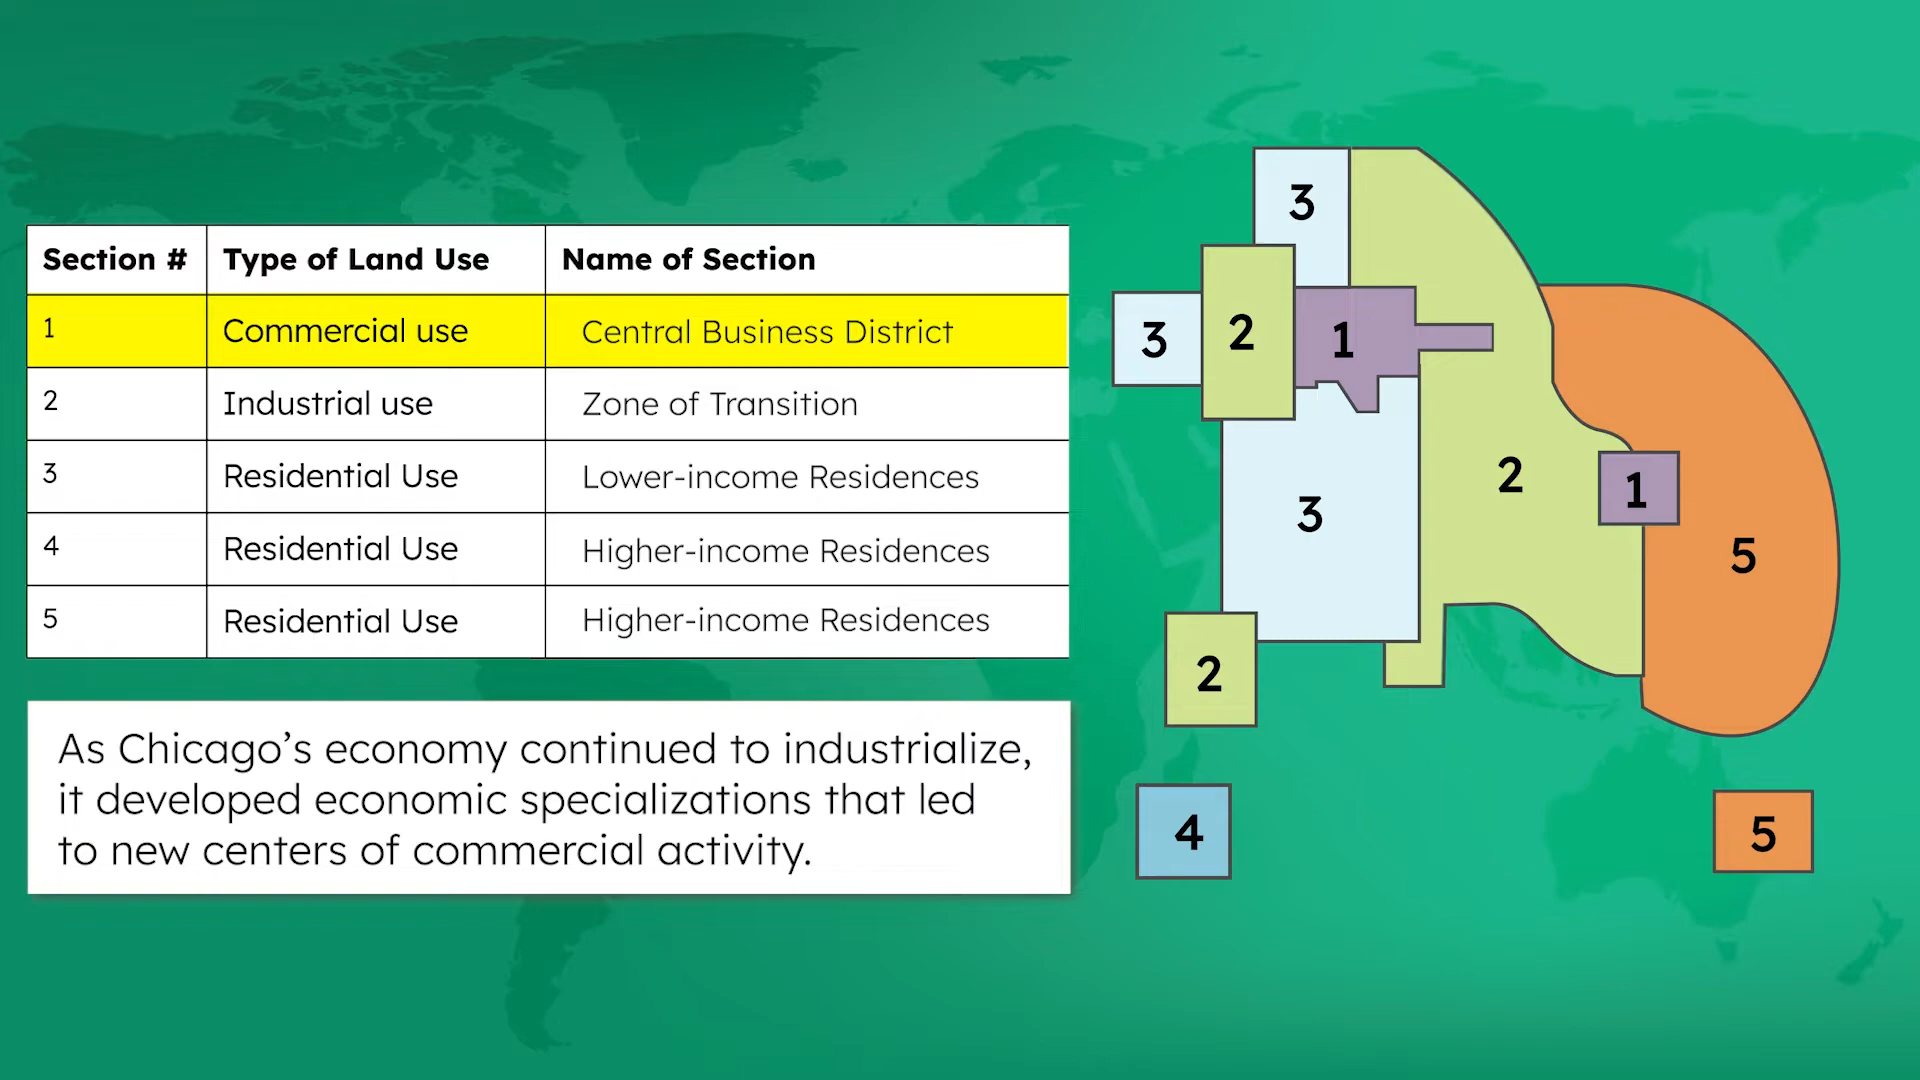 Section # Type of Land Use Name of Section
1 Commercial use Central Business District
2 Industrial use Zone of Transition
3 Residential Use Lower-income Residences
4 Residential Use Higher-income Residences
5 Residential Use Higher-income Residences
As Chicago’s economy continued to industrialize,
it developed economic specializations that led
to new centers of commercial activity.
3
3 2 1
2 1
3
5
2
4 5